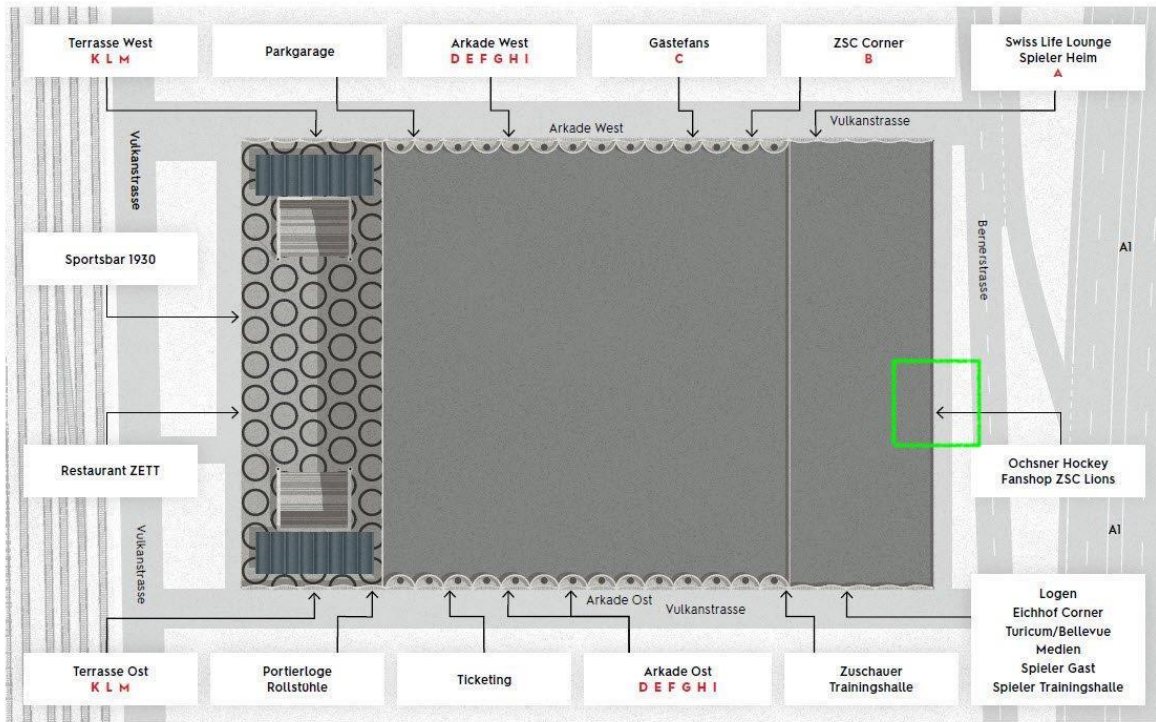 Terrasse West
K L M
Parkgarage
Arkade West
D E F G H I
Gästefans
C
ZSC Corner
B
Swiss Life Lounge
Spieler Heim
A
Vulkanstrasse
Arkade West
Vulkanstrasse
Bernerstrasse
A1
Sportsbar 1930
Restaurant ZETT
Ochsner Hockey
Fanshop ZSC Lions
Vulkanstrasse
A1
Arkade Ost
Vulkanstrasse
Terrasse Ost
K L M
Portierloge
Rollstühle
Ticketing
Arkade Ost
D E F G H I
Zuschauer
Trainingshalle
Logen
Eichhof Corner
Turicum/Bellevue
Medien
Spieler Gast
Spieler Trainingshalle